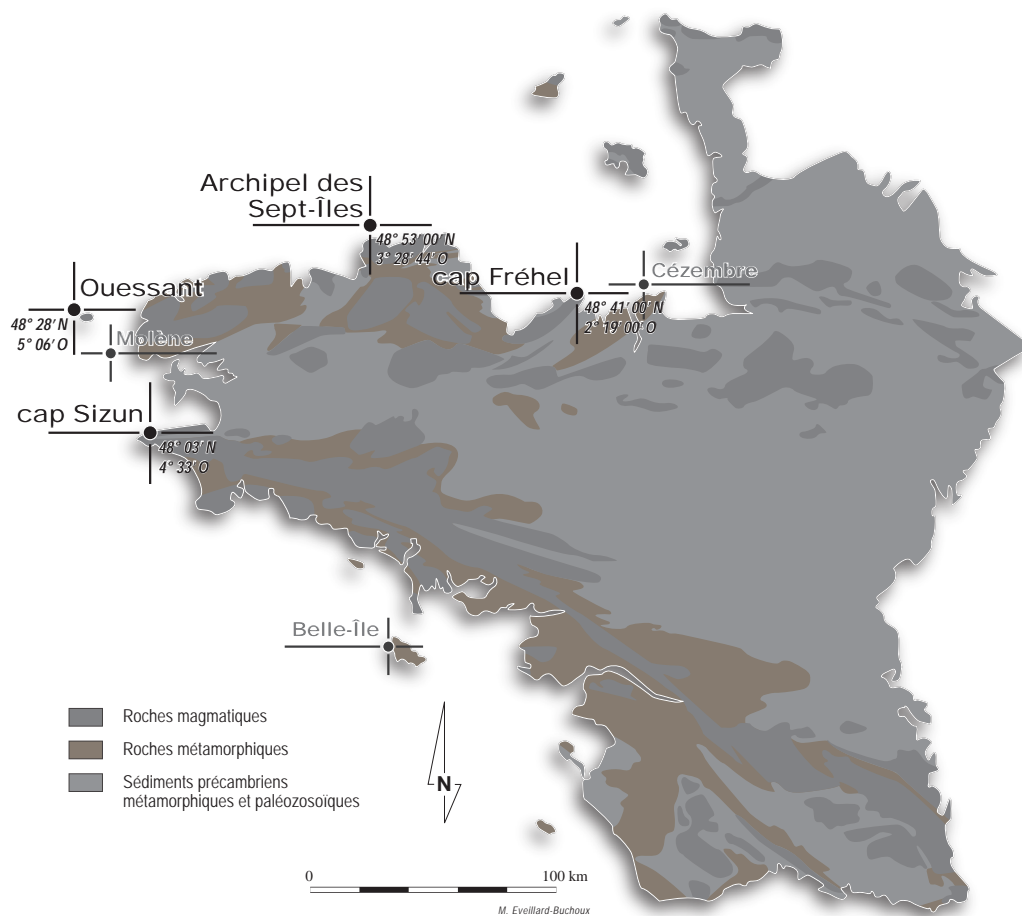 Archipel des
Sept-Îles
48° 53' 00' N
3° 28' 44' O
cap Fréhel
48° 41' 00' N
2° 19' 00' O
Cézembre
Ouessant
48° 28' N
5° 06' O
Molène
cap Sizun
48° 03' N
4° 33' O
Belle-Île
Roches magmatiques
Roches métamorphiques
Sédiments précambriens
métamorphiques et paléozosoïques
N
0 100 km
M. Eveillard-Buchoux